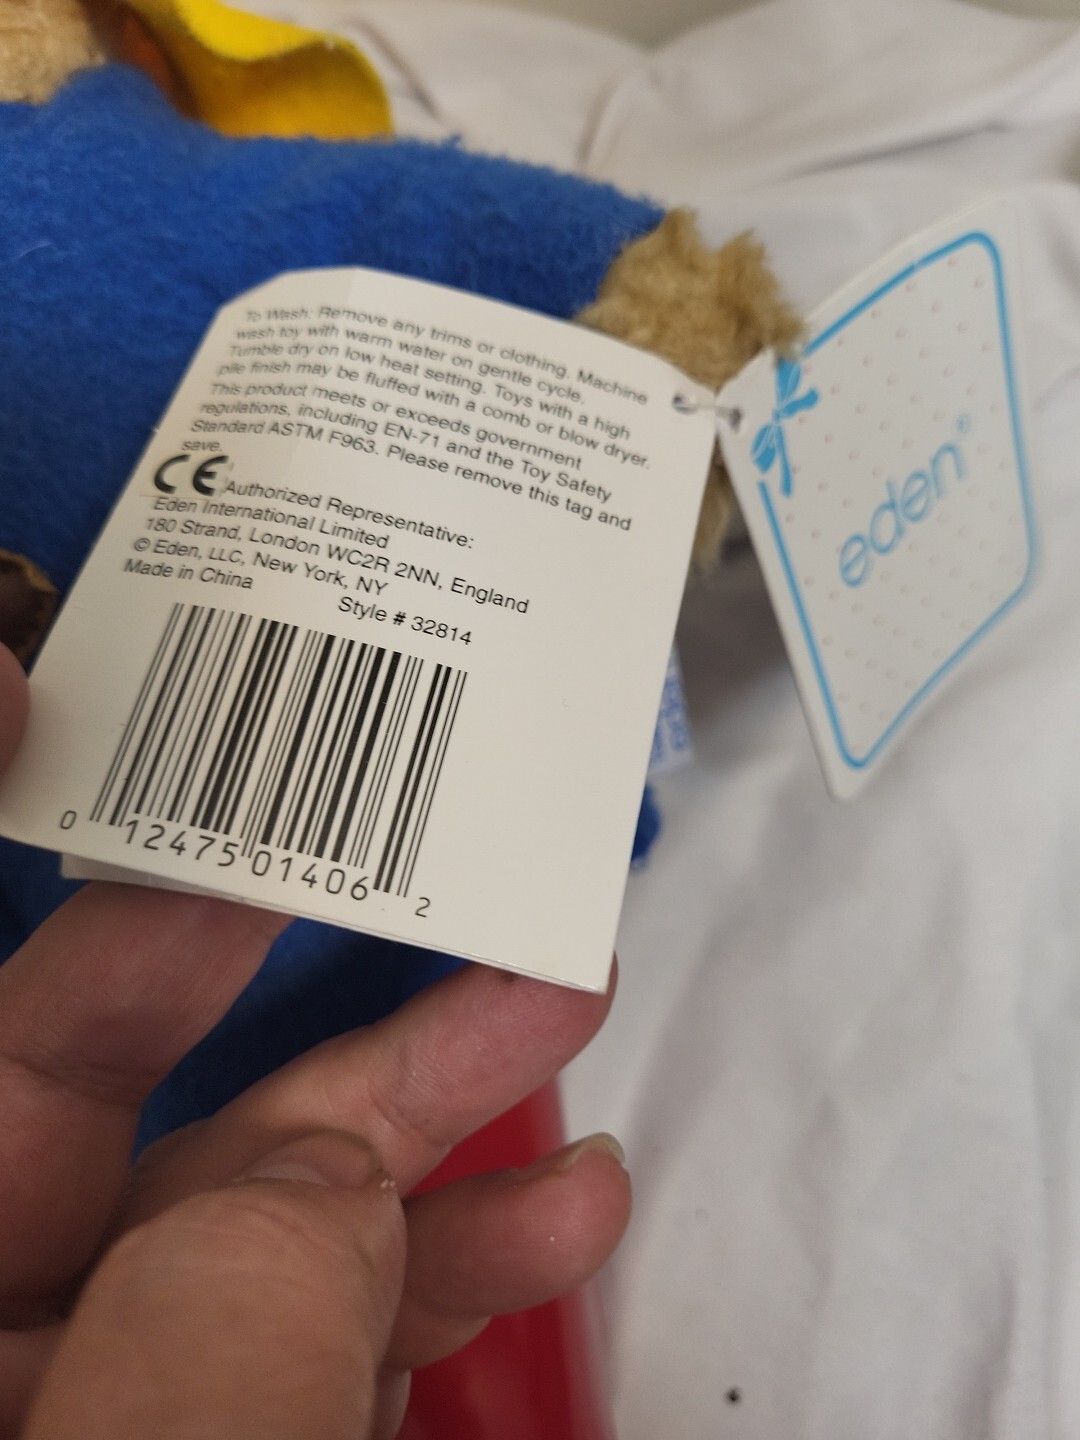 To Wash: Remove any trims or clothing. Machine
wash toy with warm water on gentle cycle.
Tumble dry on low heat setting. Toys with a high
pile finish may be fluffed with a comb or blow dryer.
This product meets or exceeds government
regulations, including EN-71 and the Toy Safety
Standard ASTM F963. Please remove this tag and
save.
CE Authorized Representative:
Eden International Limited
180 Strand, London WC2R 2NN, England
© Eden, LLC, New York, NY
Made in China
Style # 32814
0 12475 01406 2
eden®